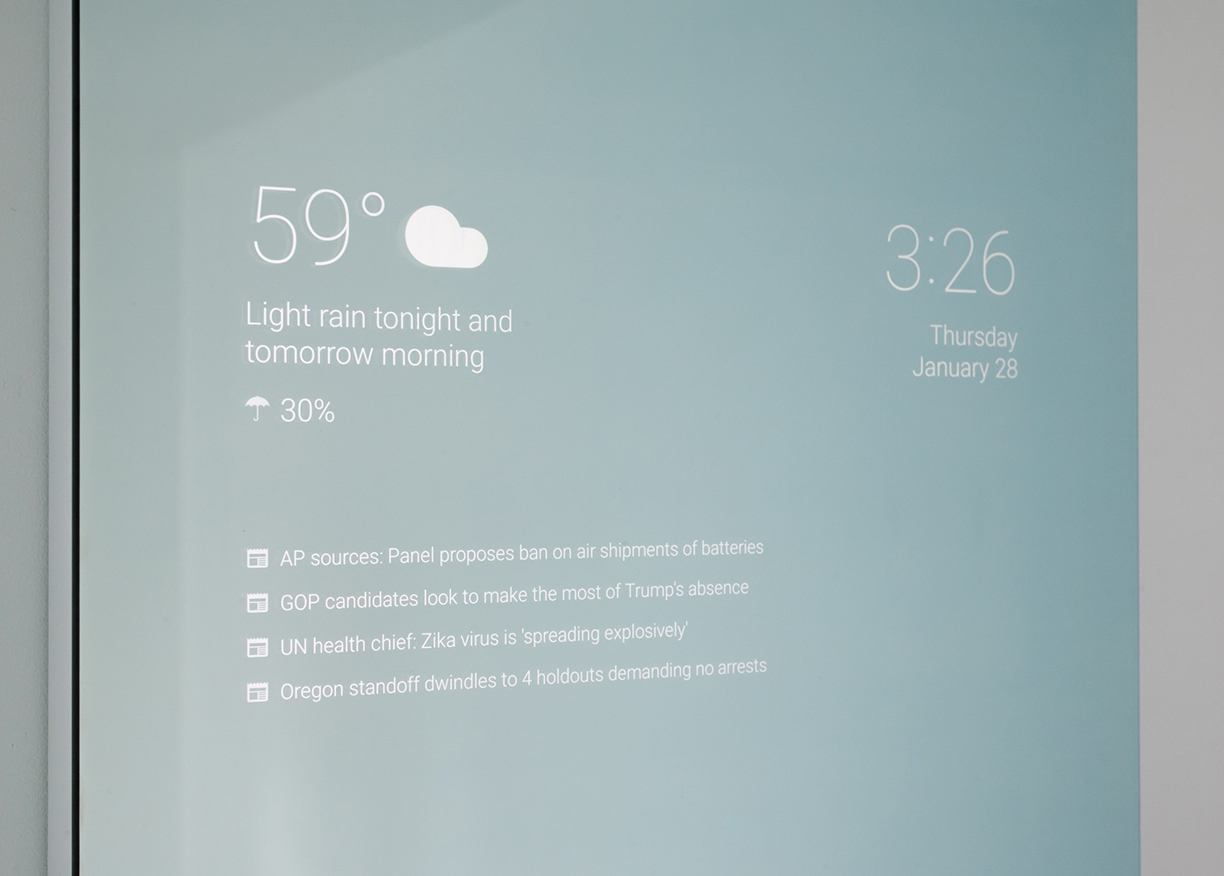 59°
Light rain tonight and
tomorrow morning
30%
3:26
Thursday
January 28
AP sources: Panel proposes ban on air shipments of batteries
GOP candidates look to make the most of Trump's absence
UN health chief: Zika virus is 'spreading explosively'
Oregon standoff dwindles to 4 holdouts demanding no arrests